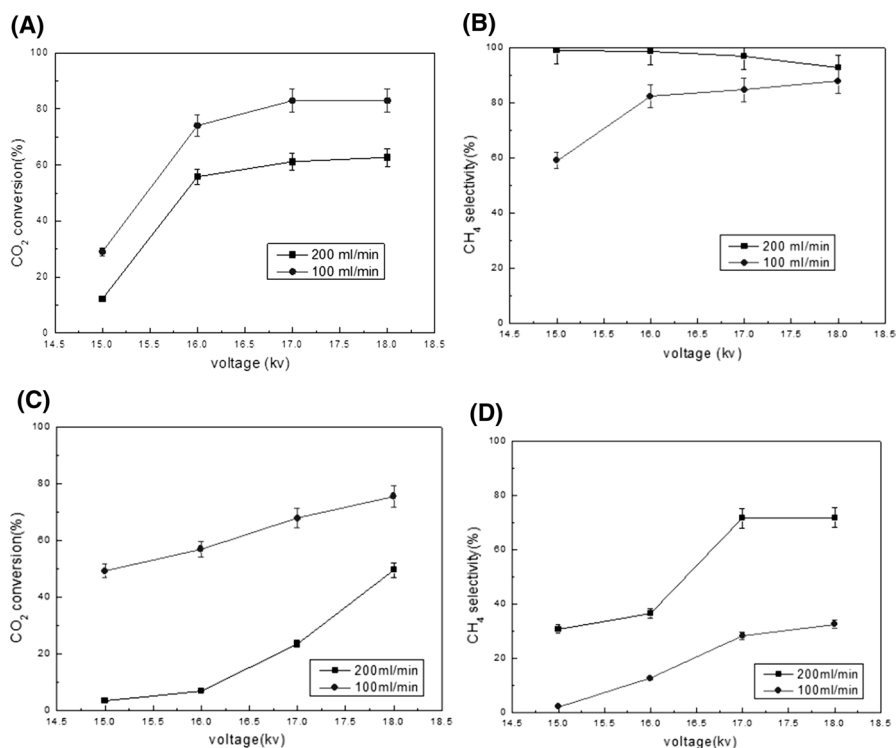 (A)
100
80
60
40
20
0
CO2 conversion(%)
200 ml/min
100 ml/min
14.5 15.0 15.5 16.0 16.5 17.0 17.5 18.0 18.5
voltage (kv)
(B)
100
80
60
40
20
0
CH4 selectivity(%)
200 ml/min
100 ml/min
14.5 15.0 15.5 16.0 16.5 17.0 17.5 18.0 18.5
voltage (kv)
(C)
100
80
60
40
20
0
CO2 conversion(%)
200ml/min
100ml/min
14.5 15.0 15.5 16.0 16.5 17.0 17.5 18.0 18.5
voltage(kv)
(D)
100
80
60
40
20
0
CH4 selectivity(%)
200ml/min
100ml/min
14.5 15.0 15.5 16.0 16.5 17.0 17.5 18.0 18.5
voltage(kv)